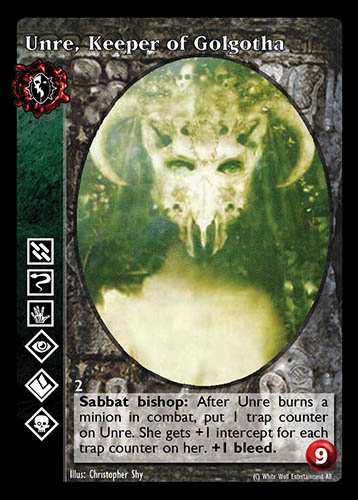 Unre, Keeper of Golgotha
2
Sabbat bishop: After Unre burns a
minion in combat, put 1 trap counter
on Unre. She gets +1 intercept for each
trap counter on her. +1 bleed.
9
Illus: Christopher Shy
(C) White Wolf Entertainment AB